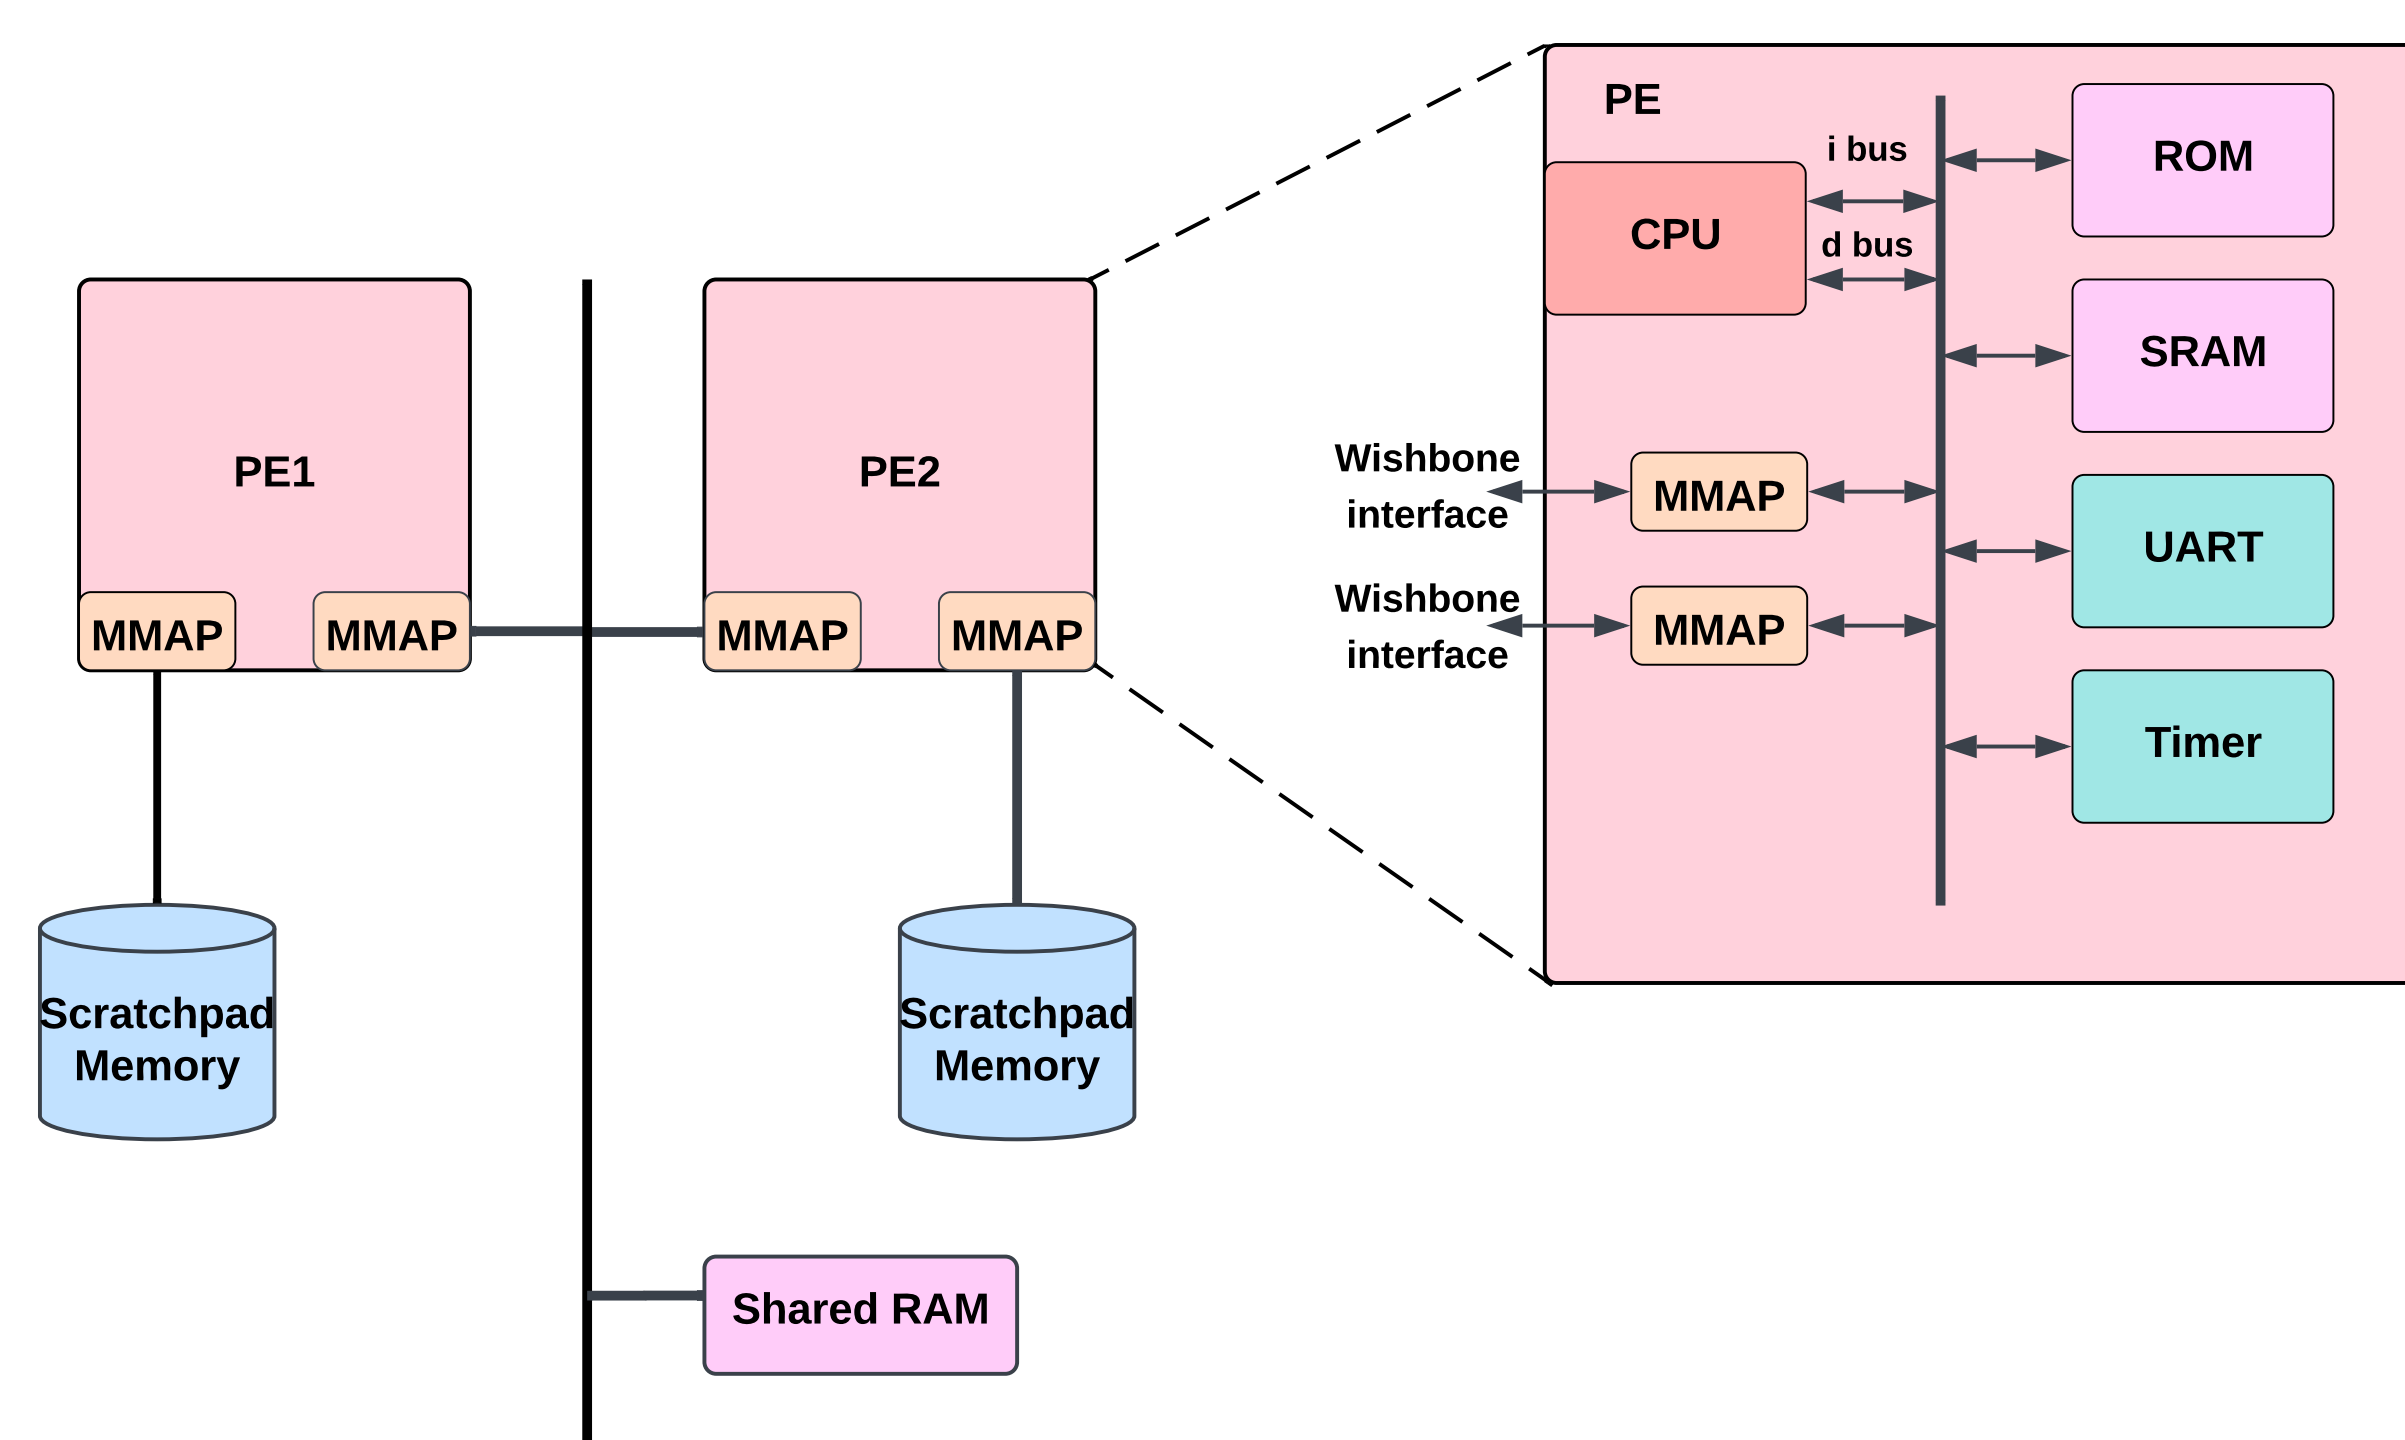 PE
i bus
ROM
CPU
d bus
SRAM
PE1
PE2
Wishbone
interface
MMAP
UART
Wishbone
interface
MMAP
MMAP
MMAP
MMAP
MMAP
Timer
Scratchpad
Memory
Scratchpad
Memory
Shared RAM